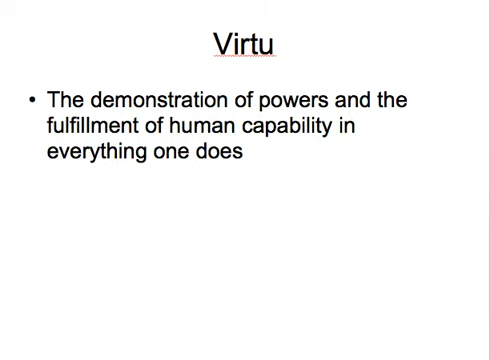 Virtu
• The demonstration of powers and the
fulfillment of human capability in
everything one does